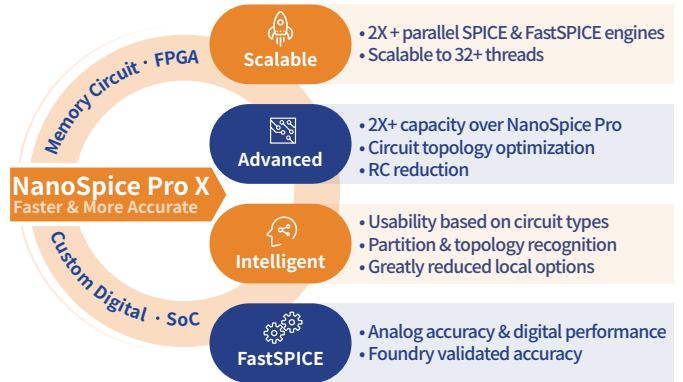 Memory Circuit · FPGA
NanoSpice Pro X
Faster & More Accurate
Custom Digital · SoC
Scalable
• 2X + parallel SPICE & FastSPICE engines
• Scalable to 32+ threads
Advanced
• 2X+ capacity over NanoSpice Pro
• Circuit topology optimization
• RC reduction
Intelligent
• Usability based on circuit types
• Partition & topology recognition
• Greatly reduced local options
FastSPICE
• Analog accuracy & digital performance
• Foundry validated accuracy